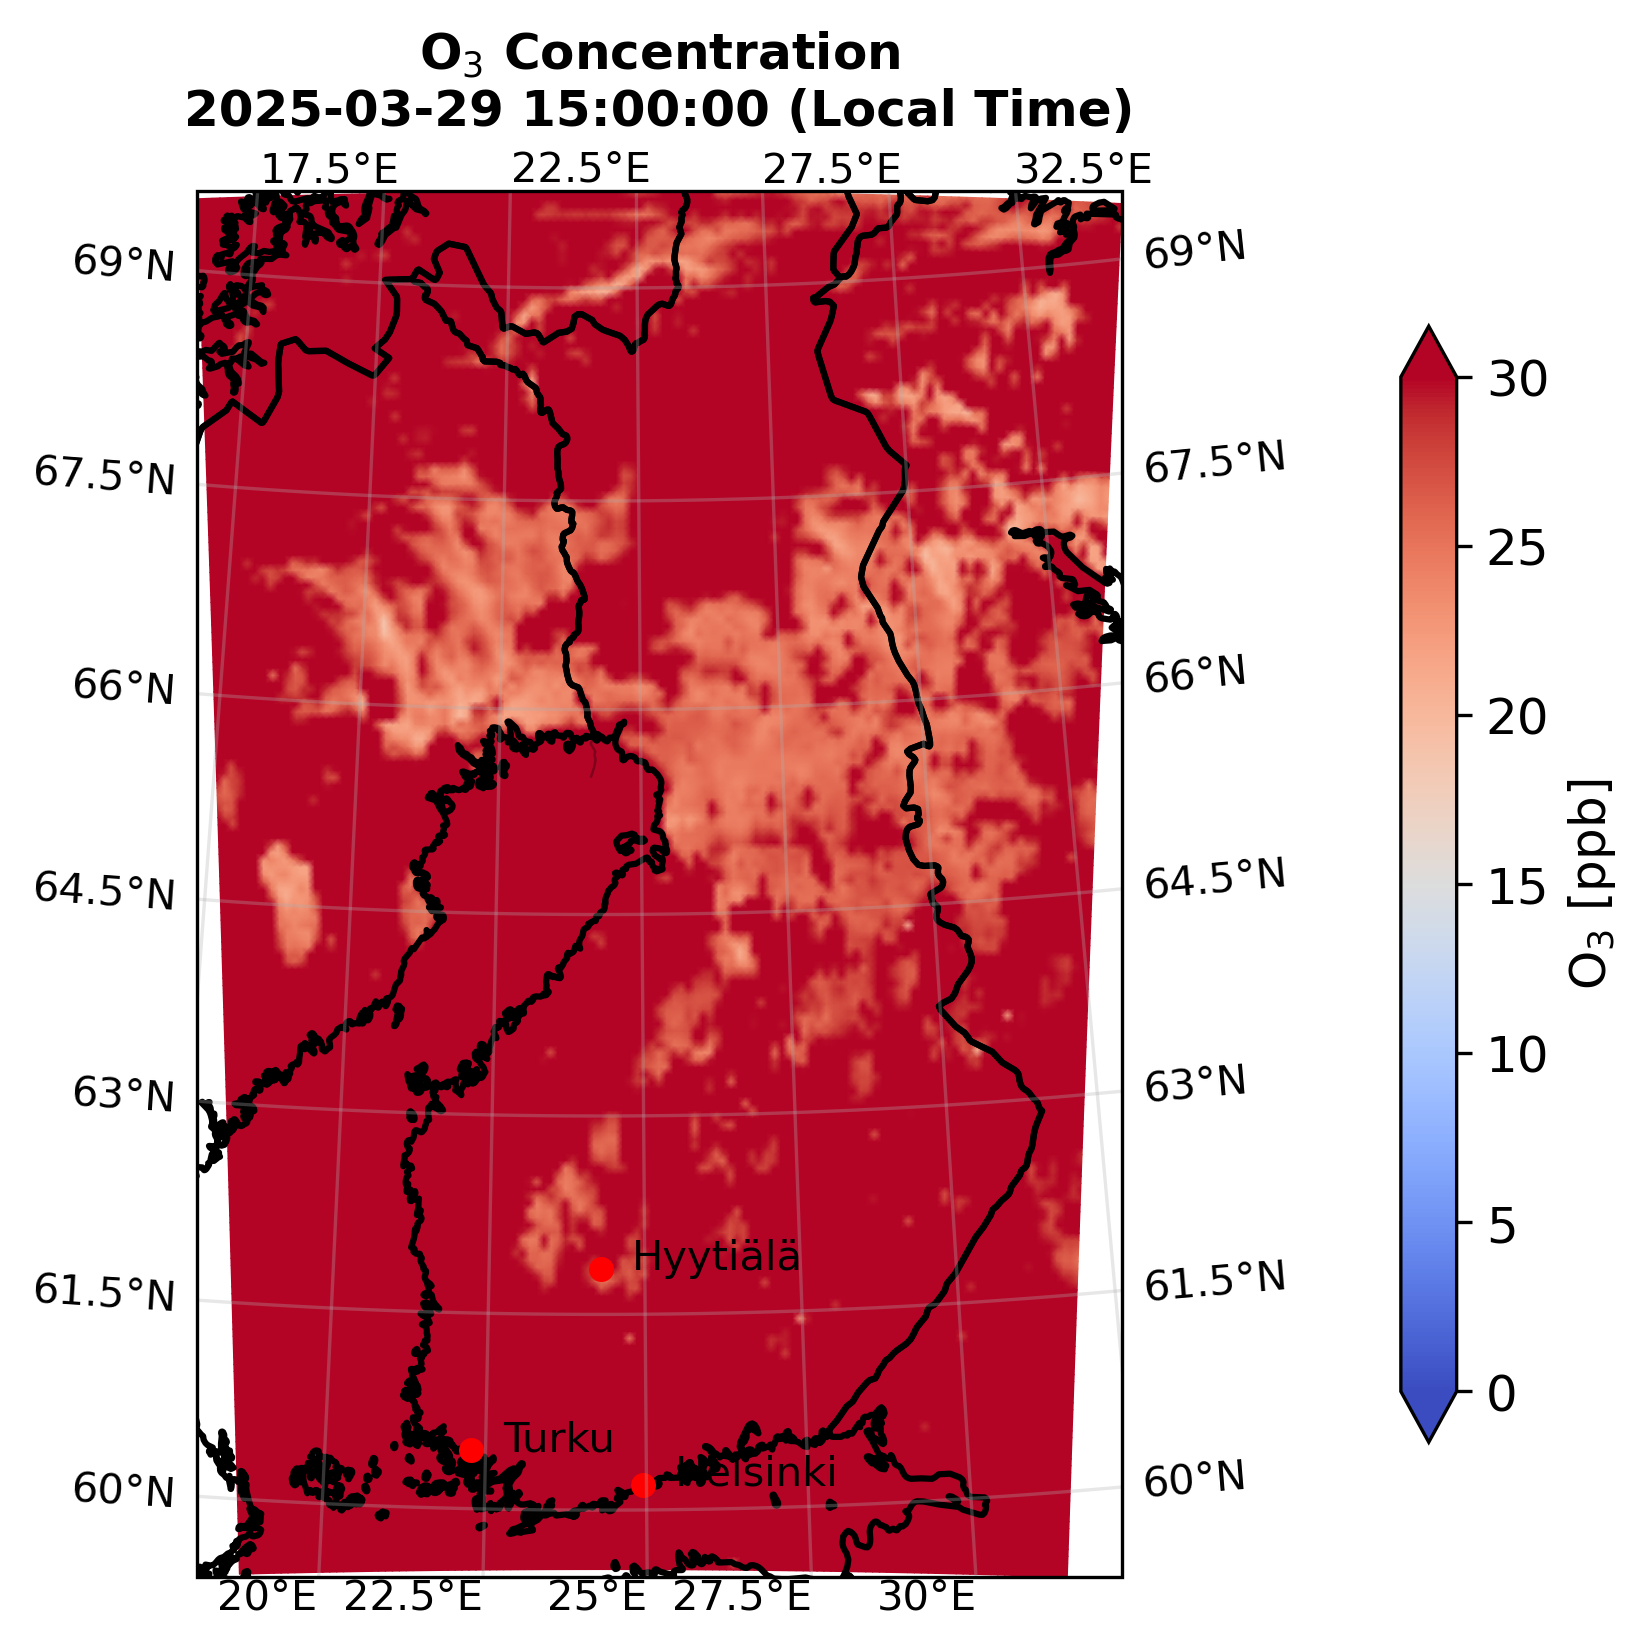 O₃ Concentration
2025-03-29 15:00:00 (Local Time)
17.5°E 22.5°E 27.5°E 32.5°E
69°N 69°N
67.5°N 67.5°N
66°N 66°N
64.5°N 64.5°N
63°N 63°N
61.5°N 61.5°N
60°N 60°N
Hyytiälä
Turku
Helsinki
20°E 22.5°E 25°E 27.5°E 30°E
30
25
20
15
10
5
0
O₃ [ppb]